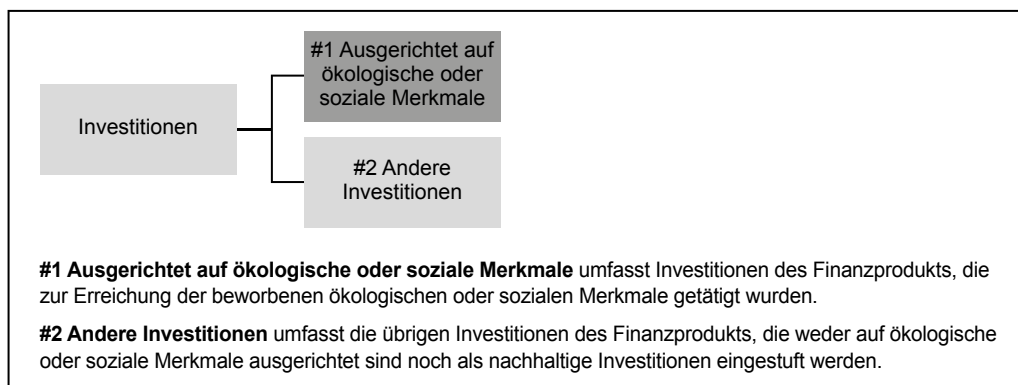 #1 Ausgerichtet auf
ökologische oder
soziale Merkmale
Investitionen
#2 Andere
Investitionen
#1 Ausgerichtet auf ökologische oder soziale Merkmale umfasst Investitionen des Finanzprodukts, die
zur Erreichung der beworbenen ökologischen oder sozialen Merkmale getätigt wurden.
#2 Andere Investitionen umfasst die übrigen Investitionen des Finanzprodukts, die weder auf ökologische
oder soziale Merkmale ausgerichtet sind noch als nachhaltige Investitionen eingestuft werden.